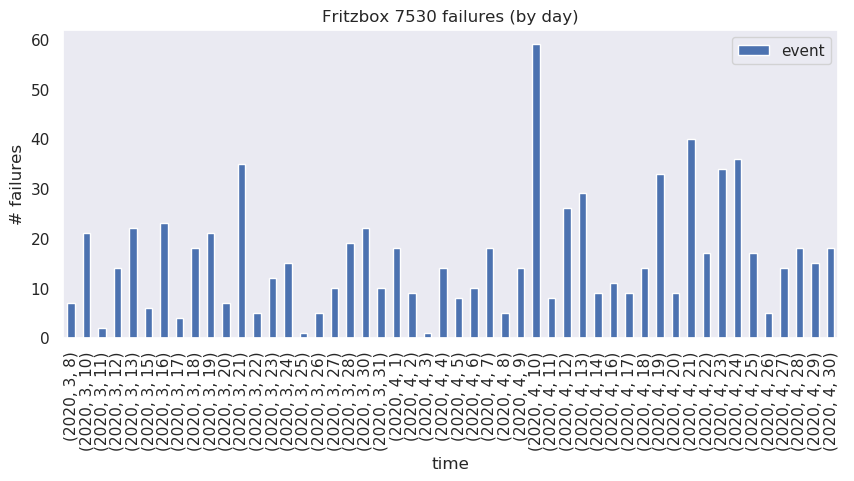 Fritzbox 7530 failures (by day)
event
# failures
60
50
40
30
20
10
0
(2020, 3, 8)
(2020, 3, 10)
(2020, 3, 11)
(2020, 3, 12)
(2020, 3, 13)
(2020, 3, 15)
(2020, 3, 16)
(2020, 3, 17)
(2020, 3, 18)
(2020, 3, 19)
(2020, 3, 20)
(2020, 3, 21)
(2020, 3, 22)
(2020, 3, 23)
(2020, 3, 24)
(2020, 3, 25)
(2020, 3, 26)
(2020, 3, 27)
(2020, 3, 28)
(2020, 3, 30)
(2020, 3, 31)
(2020, 4, 1)
(2020, 4, 2)
(2020, 4, 3)
(2020, 4, 4)
(2020, 4, 5)
(2020, 4, 6)
(2020, 4, 7)
(2020, 4, 8)
(2020, 4, 9)
(2020, 4, 10)
(2020, 4, 11)
(2020, 4, 12)
(2020, 4, 13)
(2020, 4, 14)
(2020, 4, 16)
(2020, 4, 17)
(2020, 4, 18)
(2020, 4, 19)
(2020, 4, 20)
(2020, 4, 21)
(2020, 4, 22)
(2020, 4, 23)
(2020, 4, 24)
(2020, 4, 25)
(2020, 4, 26)
(2020, 4, 27)
(2020, 4, 28)
(2020, 4, 29)
(2020, 4, 30)
time